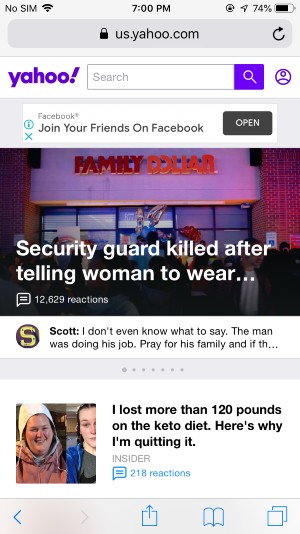 No SIM 7:00 PM 74%
us.yahoo.com
yahoo! Search
Facebook®
Join Your Friends On Facebook
OPEN
FAMILY DOLLAR
Security guard killed after
telling woman to wear...
12,629 reactions
S
Scott: I don't even know what to say. The man
was doing his job. Pray for his family and if th...
I lost more than 120 pounds
on the keto diet. Here's why
I'm quitting it.
INSIDER
218 reactions